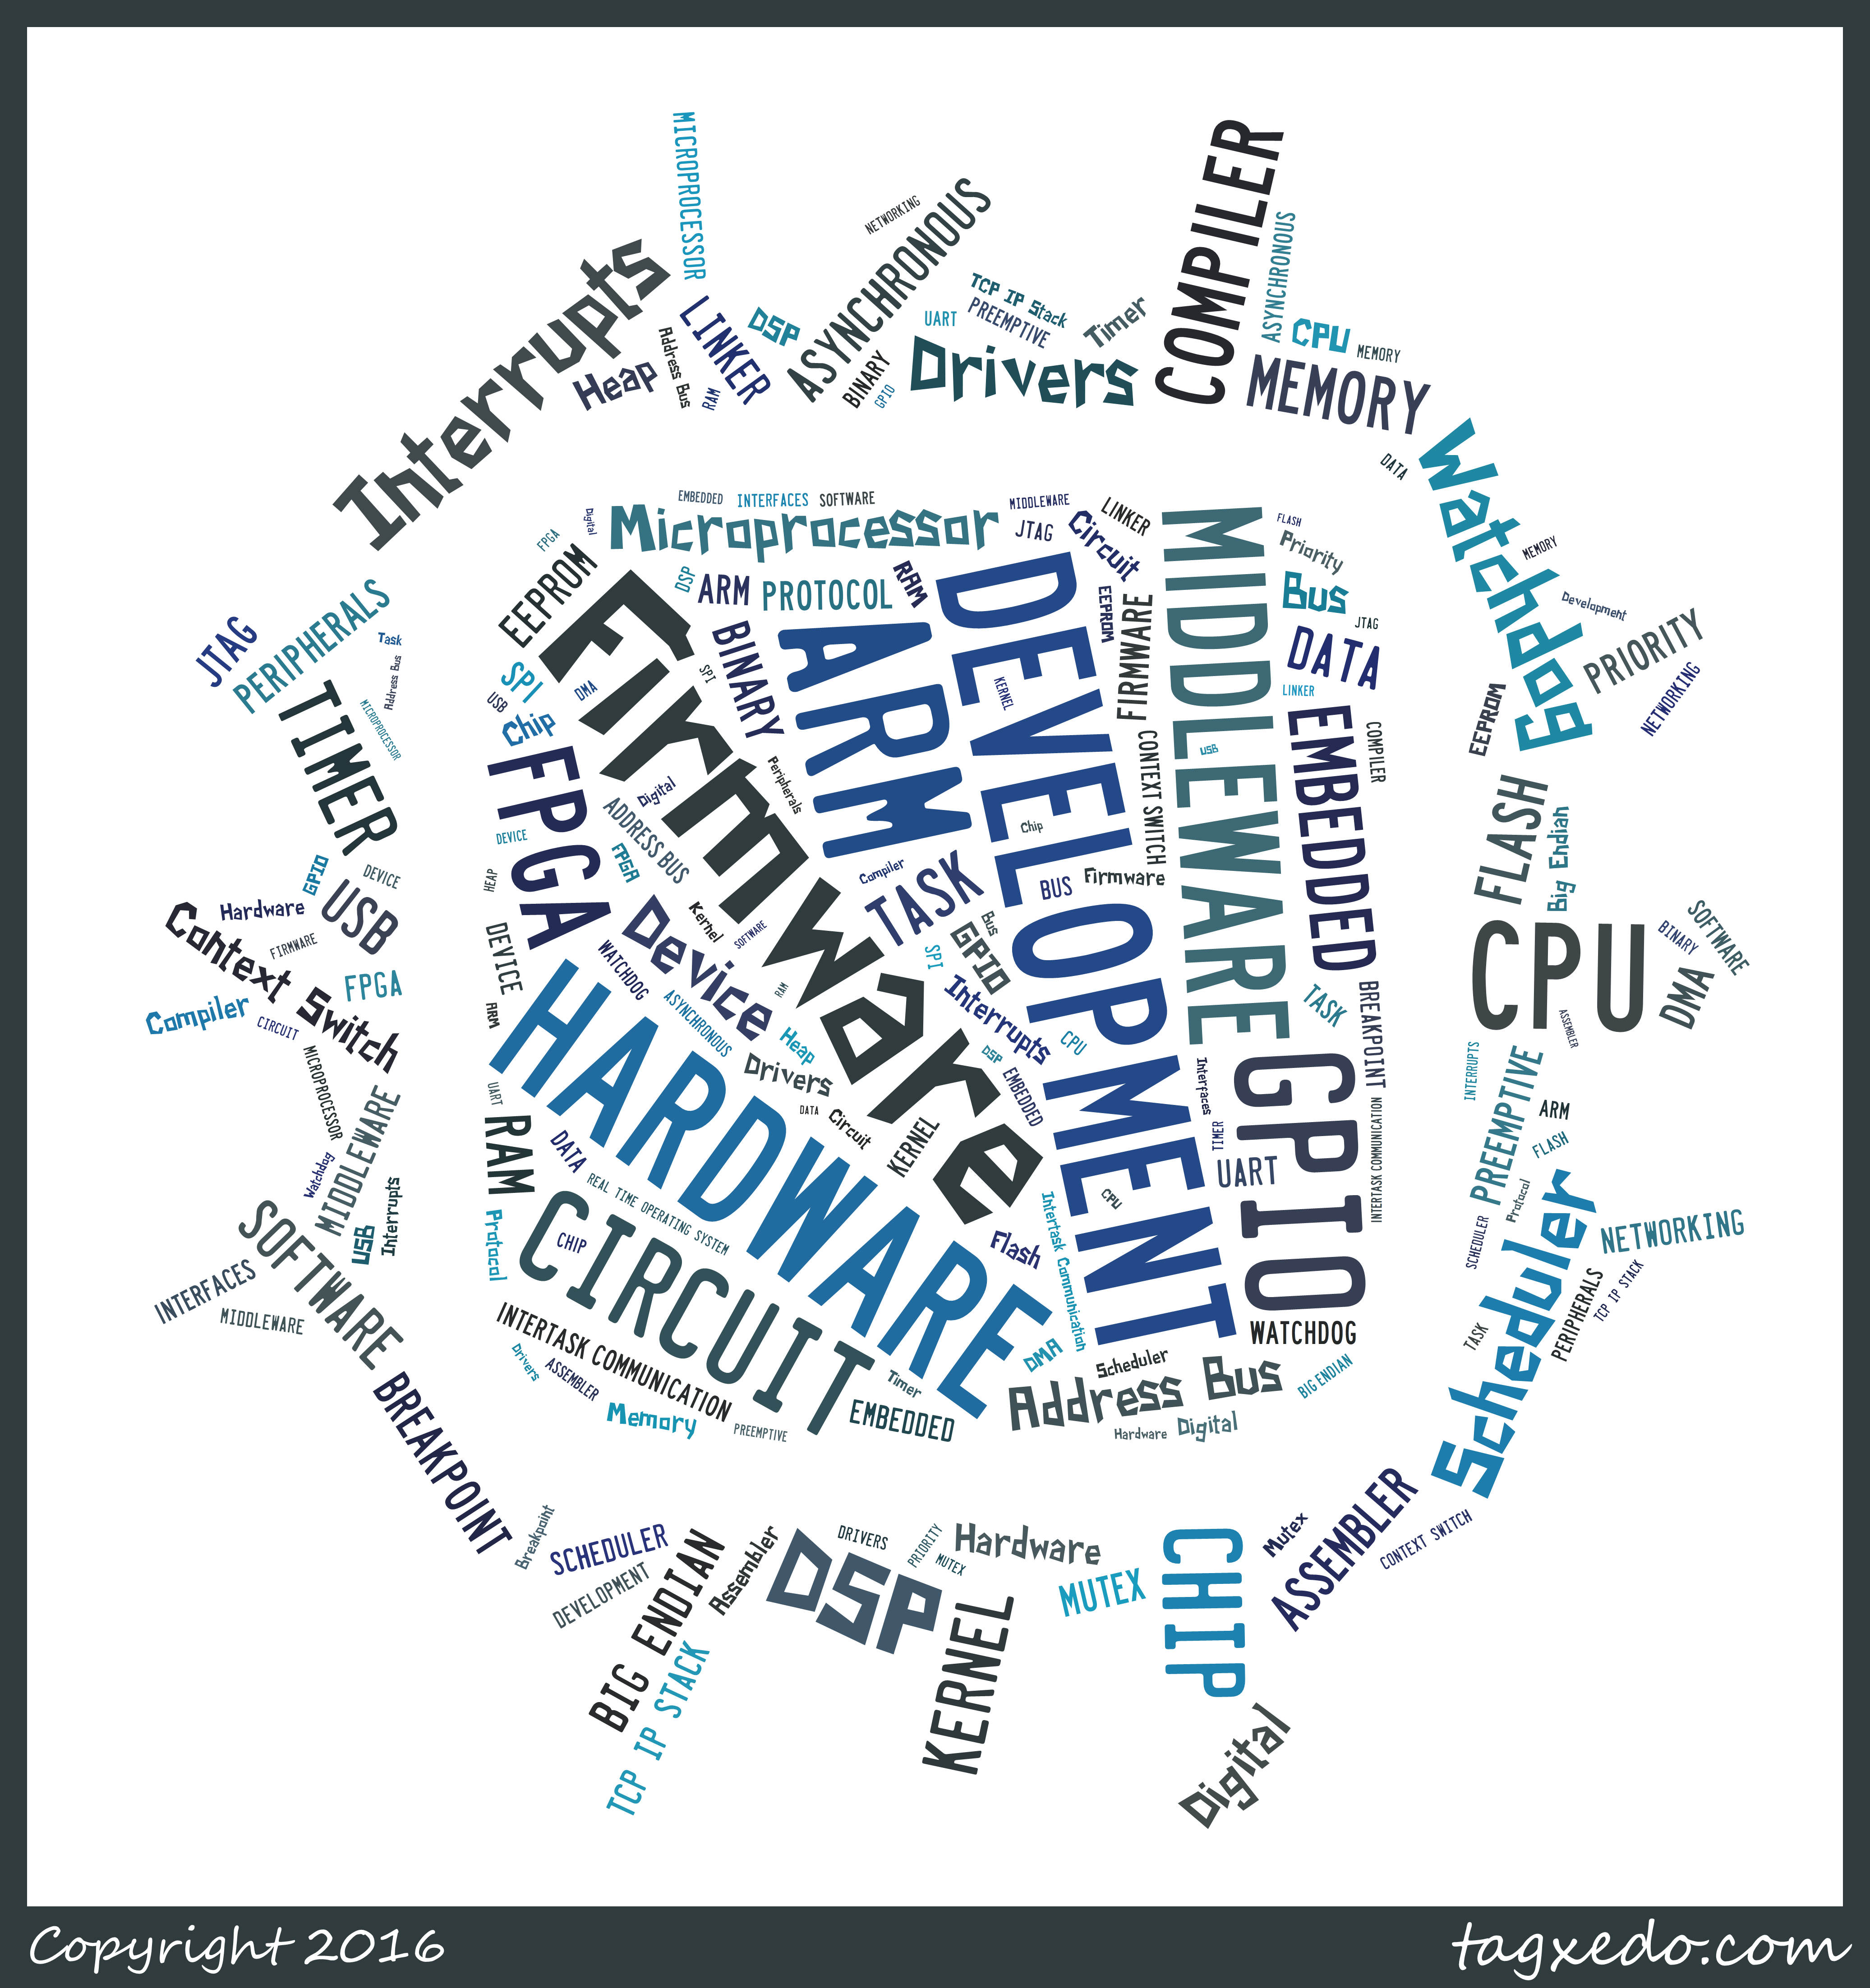 MICROPROCESSOR
NETWORKING
ASYNCHRONOUS
COMPILER
ASYNCHRONOUS
Interrupts
Heap
Address Bus
RAM
LINKER
DSP
BINARY
GPIO
UART
TCP IP Stack
PREEMPTIVE
Timer
Drivers
CPU
MEMORY
MEMORY
DATA
Watchdog
MEMORY
Development
PRIORITY
NETWORKING
EEPROM
EMBEDDED
INTERFACES
SOFTWARE
Digital
FPGA
Microprocessor
MIDDLEWARE
JTAG
Circuit
LINKER
MIDDLEWARE
FLASH
Priority
Bus
JTAG
EEPROM
DSP
ARM
PROTOCOL
RAM
DEVELOPMENT
EEPROM
FIRMWARE
DATA
LINKER
JTAG
PERIPHERALS
Task
Address Bus
MICROPROCESSOR
TIMER
SPI
USB
DMA
Chip
Firmware
SPI
BINARY
ARM
KERNEL
USB
EMBEDDED
COMPILER
FPGA
DEVICE
HEAP
Digital
ADDRESS BUS
Peripherals
FPGA
CONTEXT SWITCH
Chip
Compiler
TASK
BUS
Firmware
FLASH
Big Endian
GPIO
DEVICE
USB
Hardware
FIRMWARE
Context Switch
FPGA
Compiler
CIRCUIT
MICROPROCESSOR
DEVICE
ARM
WATCHDOG
Device
Kernel
SOFTWARE
RAM
ASYNCHRONOUS
Heap
Drivers
DATA
Circuit
KERNEL
Bus
SPI
GPIO
Interrupts
CPU
DSP
EMBEDDED
TASK
BREAKPOINT
CPU
BINARY
SOFTWARE
DMA
ASSEMBLER
INTERRUPTS
PREEMPTIVE
ARM
FLASH
Protocol
HARDWARE
UART
RAM
DATA
REAL TIME OPERATING SYSTEM
Interfaces
TIMER
UART
GPIO
INTERTASK COMMUNICATION
MIDDLEWARE
Watchdog
USB
Interrupts
SOFTWARE
INTERFACES
MIDDLEWARE
BREAKPOINT
Protocol
CHIP
CIRCUIT
Flash
Intertask Communication
CPU
WATCHDOG
INTERTASK COMMUNICATION
Drivers
ASSEMBLER
Memory
PREEMPTIVE
Timer
EMBEDDED
DMA
Scheduler
Address Bus
BIG ENDIAN
Hardware
Digital
SCHEDULER
Scheduler
NETWORKING
TASK
PERIPHERALS
TCP IP STACK
Breakpoint
SCHEDULER
DEVELOPMENT
BIG ENDIAN
Assembler
TCP IP STACK
DSP
DRIVERS
PRIORITY
MUTEX
Hardware
KERNEL
MUTEX
CHIP
Mutex
ASSEMBLER
CONTEXT SWITCH
Digital
Copyright 2016
tagxedo.com